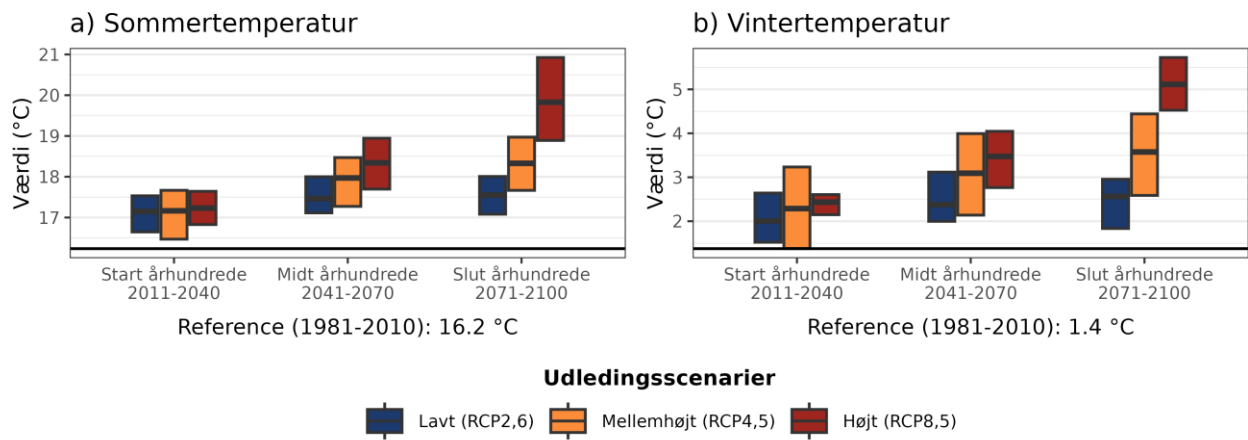 a) Sommertemperatur
Værdi (°C)
21
20
19
18
17
Start århundrede
2011-2040
Midt århundrede
2041-2070
Slut århundrede
2071-2100
Reference (1981-2010): 16.2 °C
b) Vintertemperatur
Værdi (°C)
5
4
3
2
Start århundrede
2011-2040
Midt århundrede
2041-2070
Slut århundrede
2071-2100
Reference (1981-2010): 1.4 °C
Udledingsscenarier
Lavt (RCP2,6)
Mellemhøjt (RCP4,5)
Højt (RCP8,5)